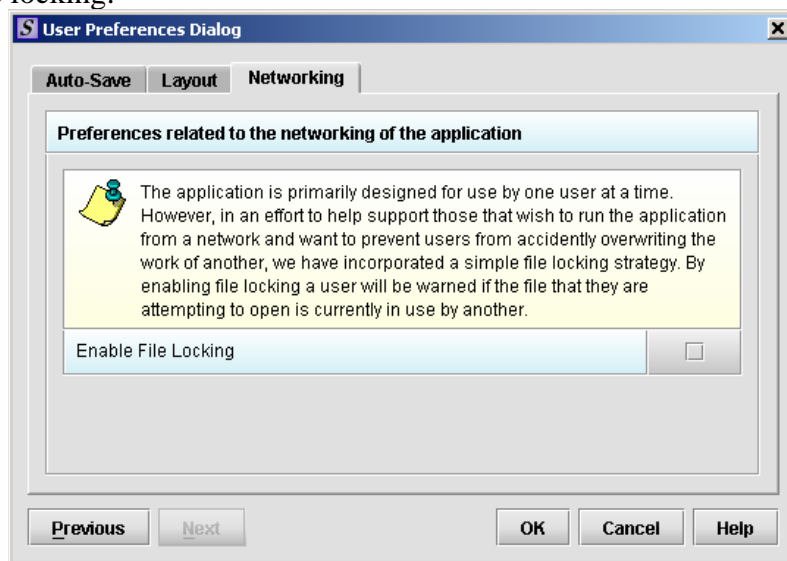 locking.
S User Preferences Dialog
Auto-Save Layout Networking
Preferences related to the networking of the application
The application is primarily designed for use by one user at a time.
However, in an effort to help support those that wish to run the application
from a network and want to prevent users from accidently overwriting the
work of another, we have incorporated a simple file locking strategy. By
enabling file locking a user will be warned if the file that they are
attempting to open is currently in use by another.
Enable File Locking
Previous Next OK Cancel Help